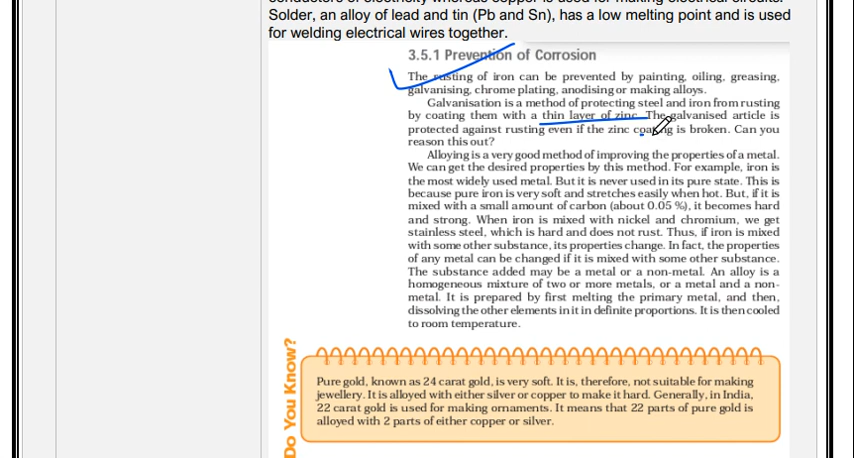 Solder, an alloy of lead and tin (Pb and Sn), has a low melting point and is used
for welding electrical wires together.
3.5.1 Prevention of Corrosion
The rusting of iron can be prevented by painting, oiling, greasing,
galvanising, chrome plating, anodising or making alloys.
Galvanisation is a method of protecting steel and iron from rusting
by coating them with a thin layer of zinc. The galvanised article is
protected against rusting even if the zinc coating is broken. Can you
reason this out?
Alloying is a very good method of improving the properties of a metal.
We can get the desired properties by this method. For example, iron is
the most widely used metal. But it is never used in its pure state. This is
because pure iron is very soft and stretches easily when hot. But, if it is
mixed with a small amount of carbon (about 0.05 %), it becomes hard
and strong. When iron is mixed with nickel and chromium, we get
stainless steel, which is hard and does not rust. Thus, if iron is mixed
with some other substance, its properties change. In fact, the properties
of any metal can be changed if it is mixed with some other substance.
The substance added may be a metal or a non-metal. An alloy is a
homogeneous mixture of two or more metals, or a metal and a non-
metal. It is prepared by first melting the primary metal, and then,
dissolving the other elements in it in definite proportions. It is then cooled
to room temperature.
Do You Know?
Pure gold, known as 24 carat gold, is very soft. It is, therefore, not suitable for making
jewellery. It is alloyed with either silver or copper to make it hard. Generally, in India,
22 carat gold is used for making ornaments. It means that 22 parts of pure gold is
alloyed with 2 parts of either copper or silver.